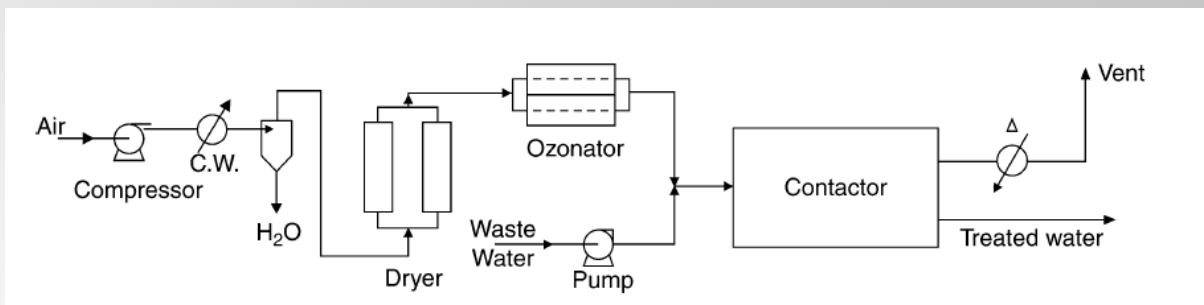 Air
Compressor
C.W.
H₂O
Dryer
Ozonator
Waste
Water
Pump
Contactor
Δ
Vent
Treated water